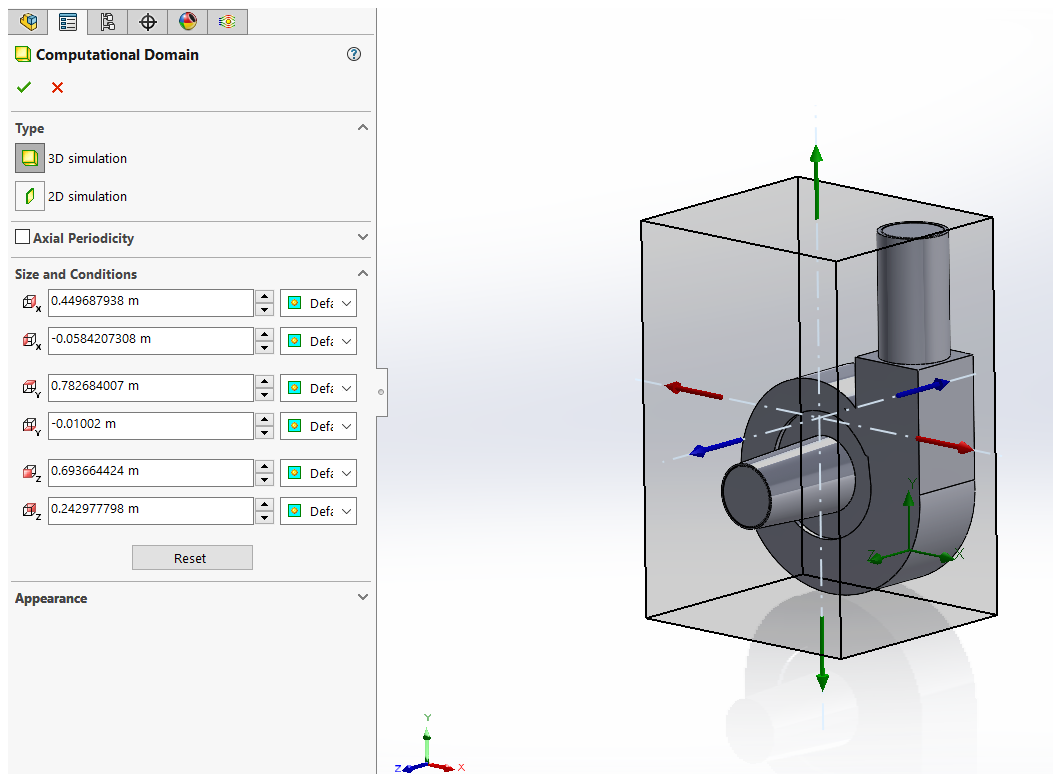 Computational Domain
Type
3D simulation
2D simulation
Axial Periodicity
Size and Conditions
X 0.449687938 m Defa
X -0.0584207308 m Defa
Y 0.782684007 m Defa
Y -0.01002 m Defa
Z 0.693664424 m Defa
Z 0.242977798 m Defa
Reset
Appearance
Y
Z X
Y
Z X